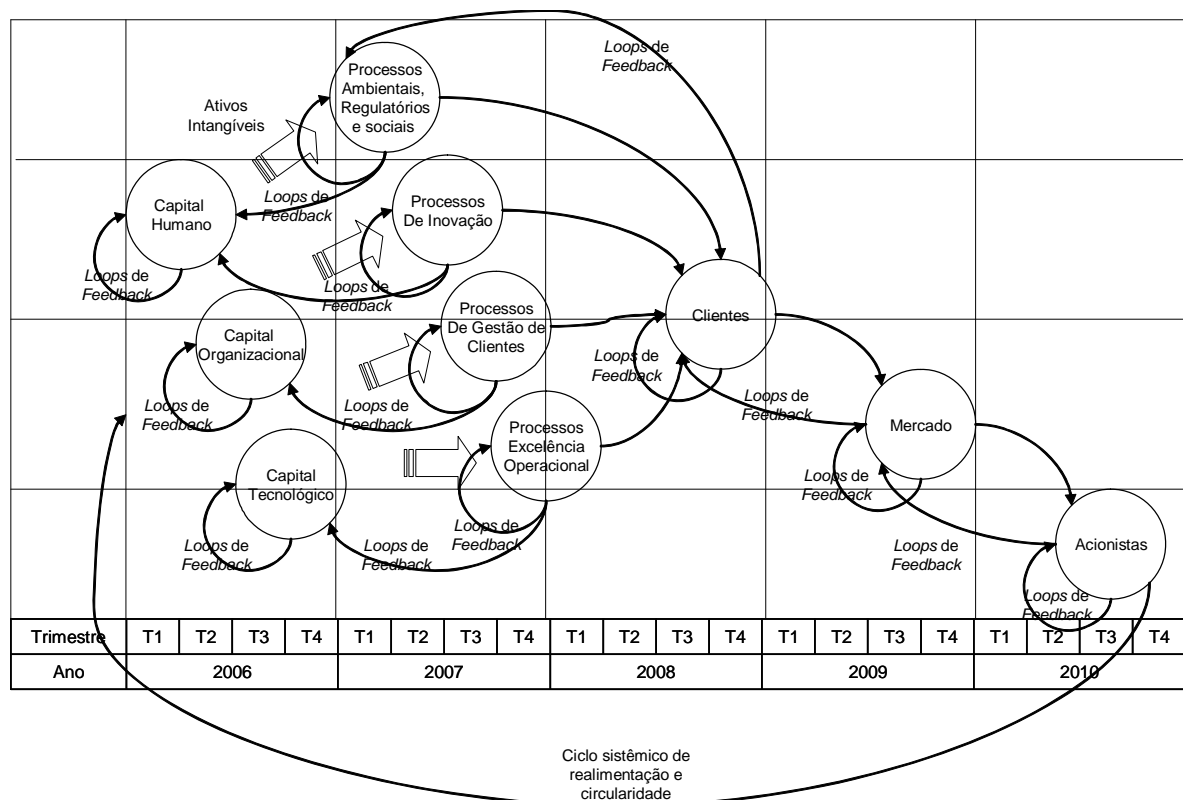 Loops de
Feedback
Processos
Ambientais,
Regulatórios
e sociais
Ativos
Intangíveis
Loops de
Feedback
Capital
Humano
Processos
De Inovação
Loops de
Feedback
Loops de
Feedback
Processos
De Gestão de
Clientes
Clientes
Capital
Organizacional
Loops de
Feedback
Loops de
Feedback
Loops de
Feedback
Loops de
Feedback
Mercado
Processos
Excelência
Operacional
Capital
Tecnológico
Loops de
Feedback
Loops de
Feedback
Loops de
Feedback
Loops de
Feedback
Loops de
Feedback
Acionistas
Loops de
Feedback
Trimestre T1 T2 T3 T4 T1 T2 T3 T4 T1 T2 T3 T4 T1 T2 T3 T4 T1 T2 T3 T4
Ano 2006 2007 2008 2009 2010
Ciclo sistêmico de
realimentação e
circularidade